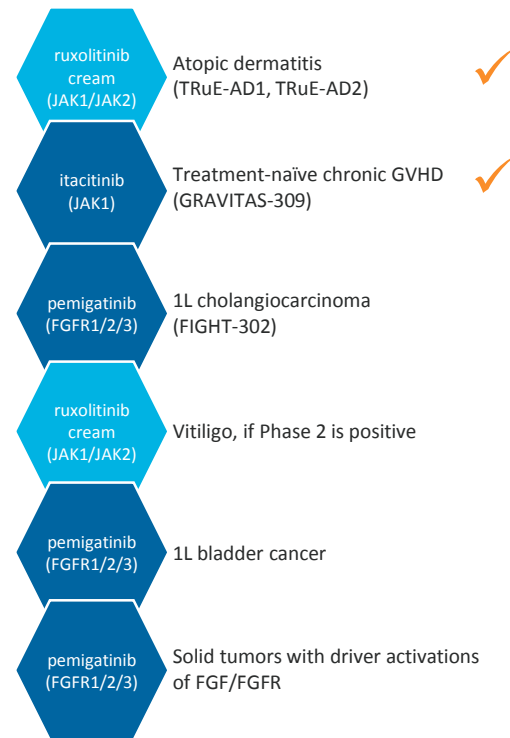 ruxolitinib
cream
(JAK1/JAK2)
Atopic dermatitis
(TRuE-AD1, TRuE-AD2)
itacitinib
(JAK1)
Treatment-naïve chronic GVHD
(GRAVITAS-309)
pemigatinib
(FGFR1/2/3)
1L cholangiocarcinoma
(FIGHT-302)
ruxolitinib
cream
(JAK1/JAK2)
Vitiligo, if Phase 2 is positive
pemigatinib
(FGFR1/2/3)
1L bladder cancer
pemigatinib
(FGFR1/2/3)
Solid tumors with driver activations
of FGF/FGFR